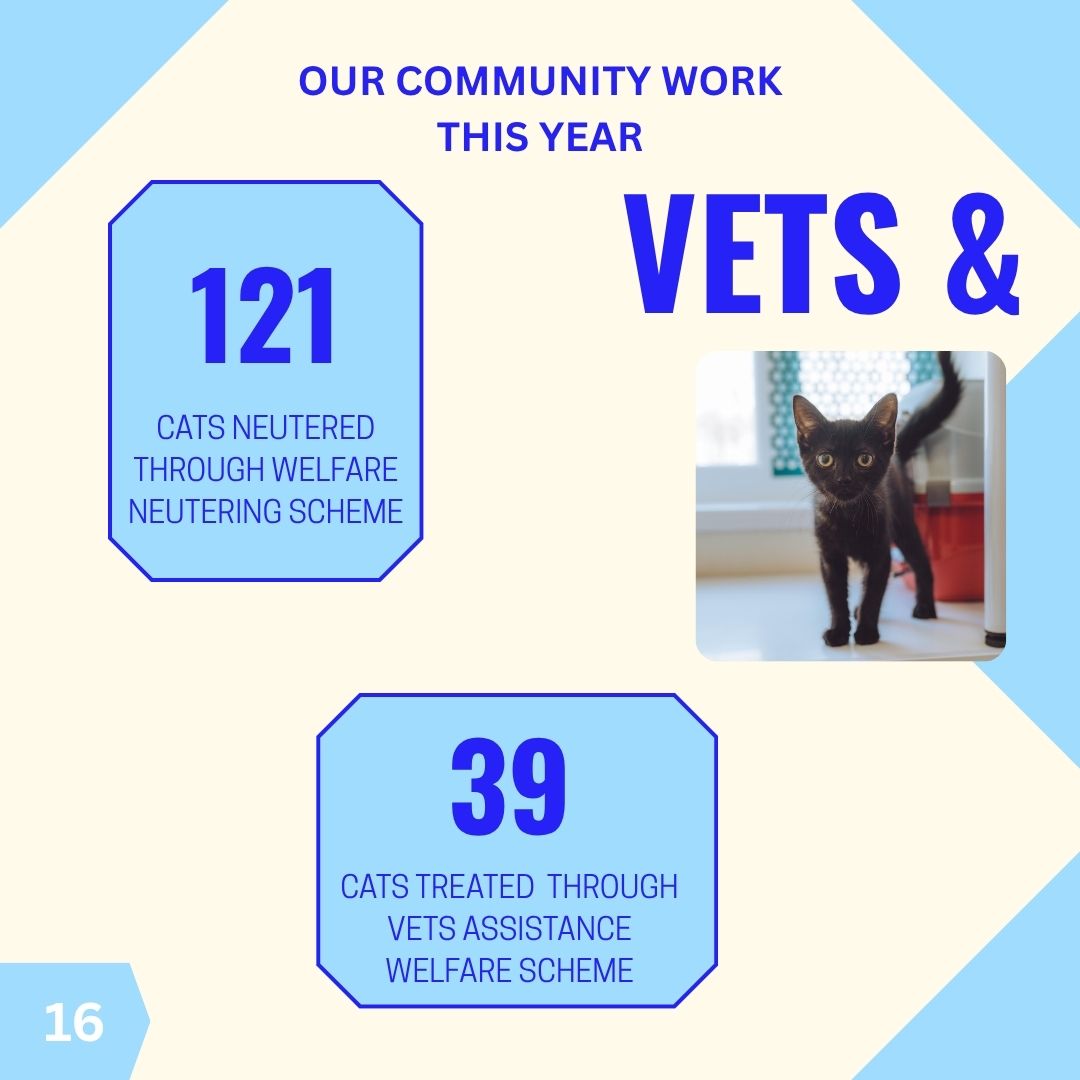 OUR COMMUNITY WORK
THIS YEAR
VETS &
121
CATS NEUTERED
THROUGH WELFARE
NEUTERING SCHEME
39
CATS TREATED THROUGH
VETS ASSISTANCE
WELFARE SCHEME
16